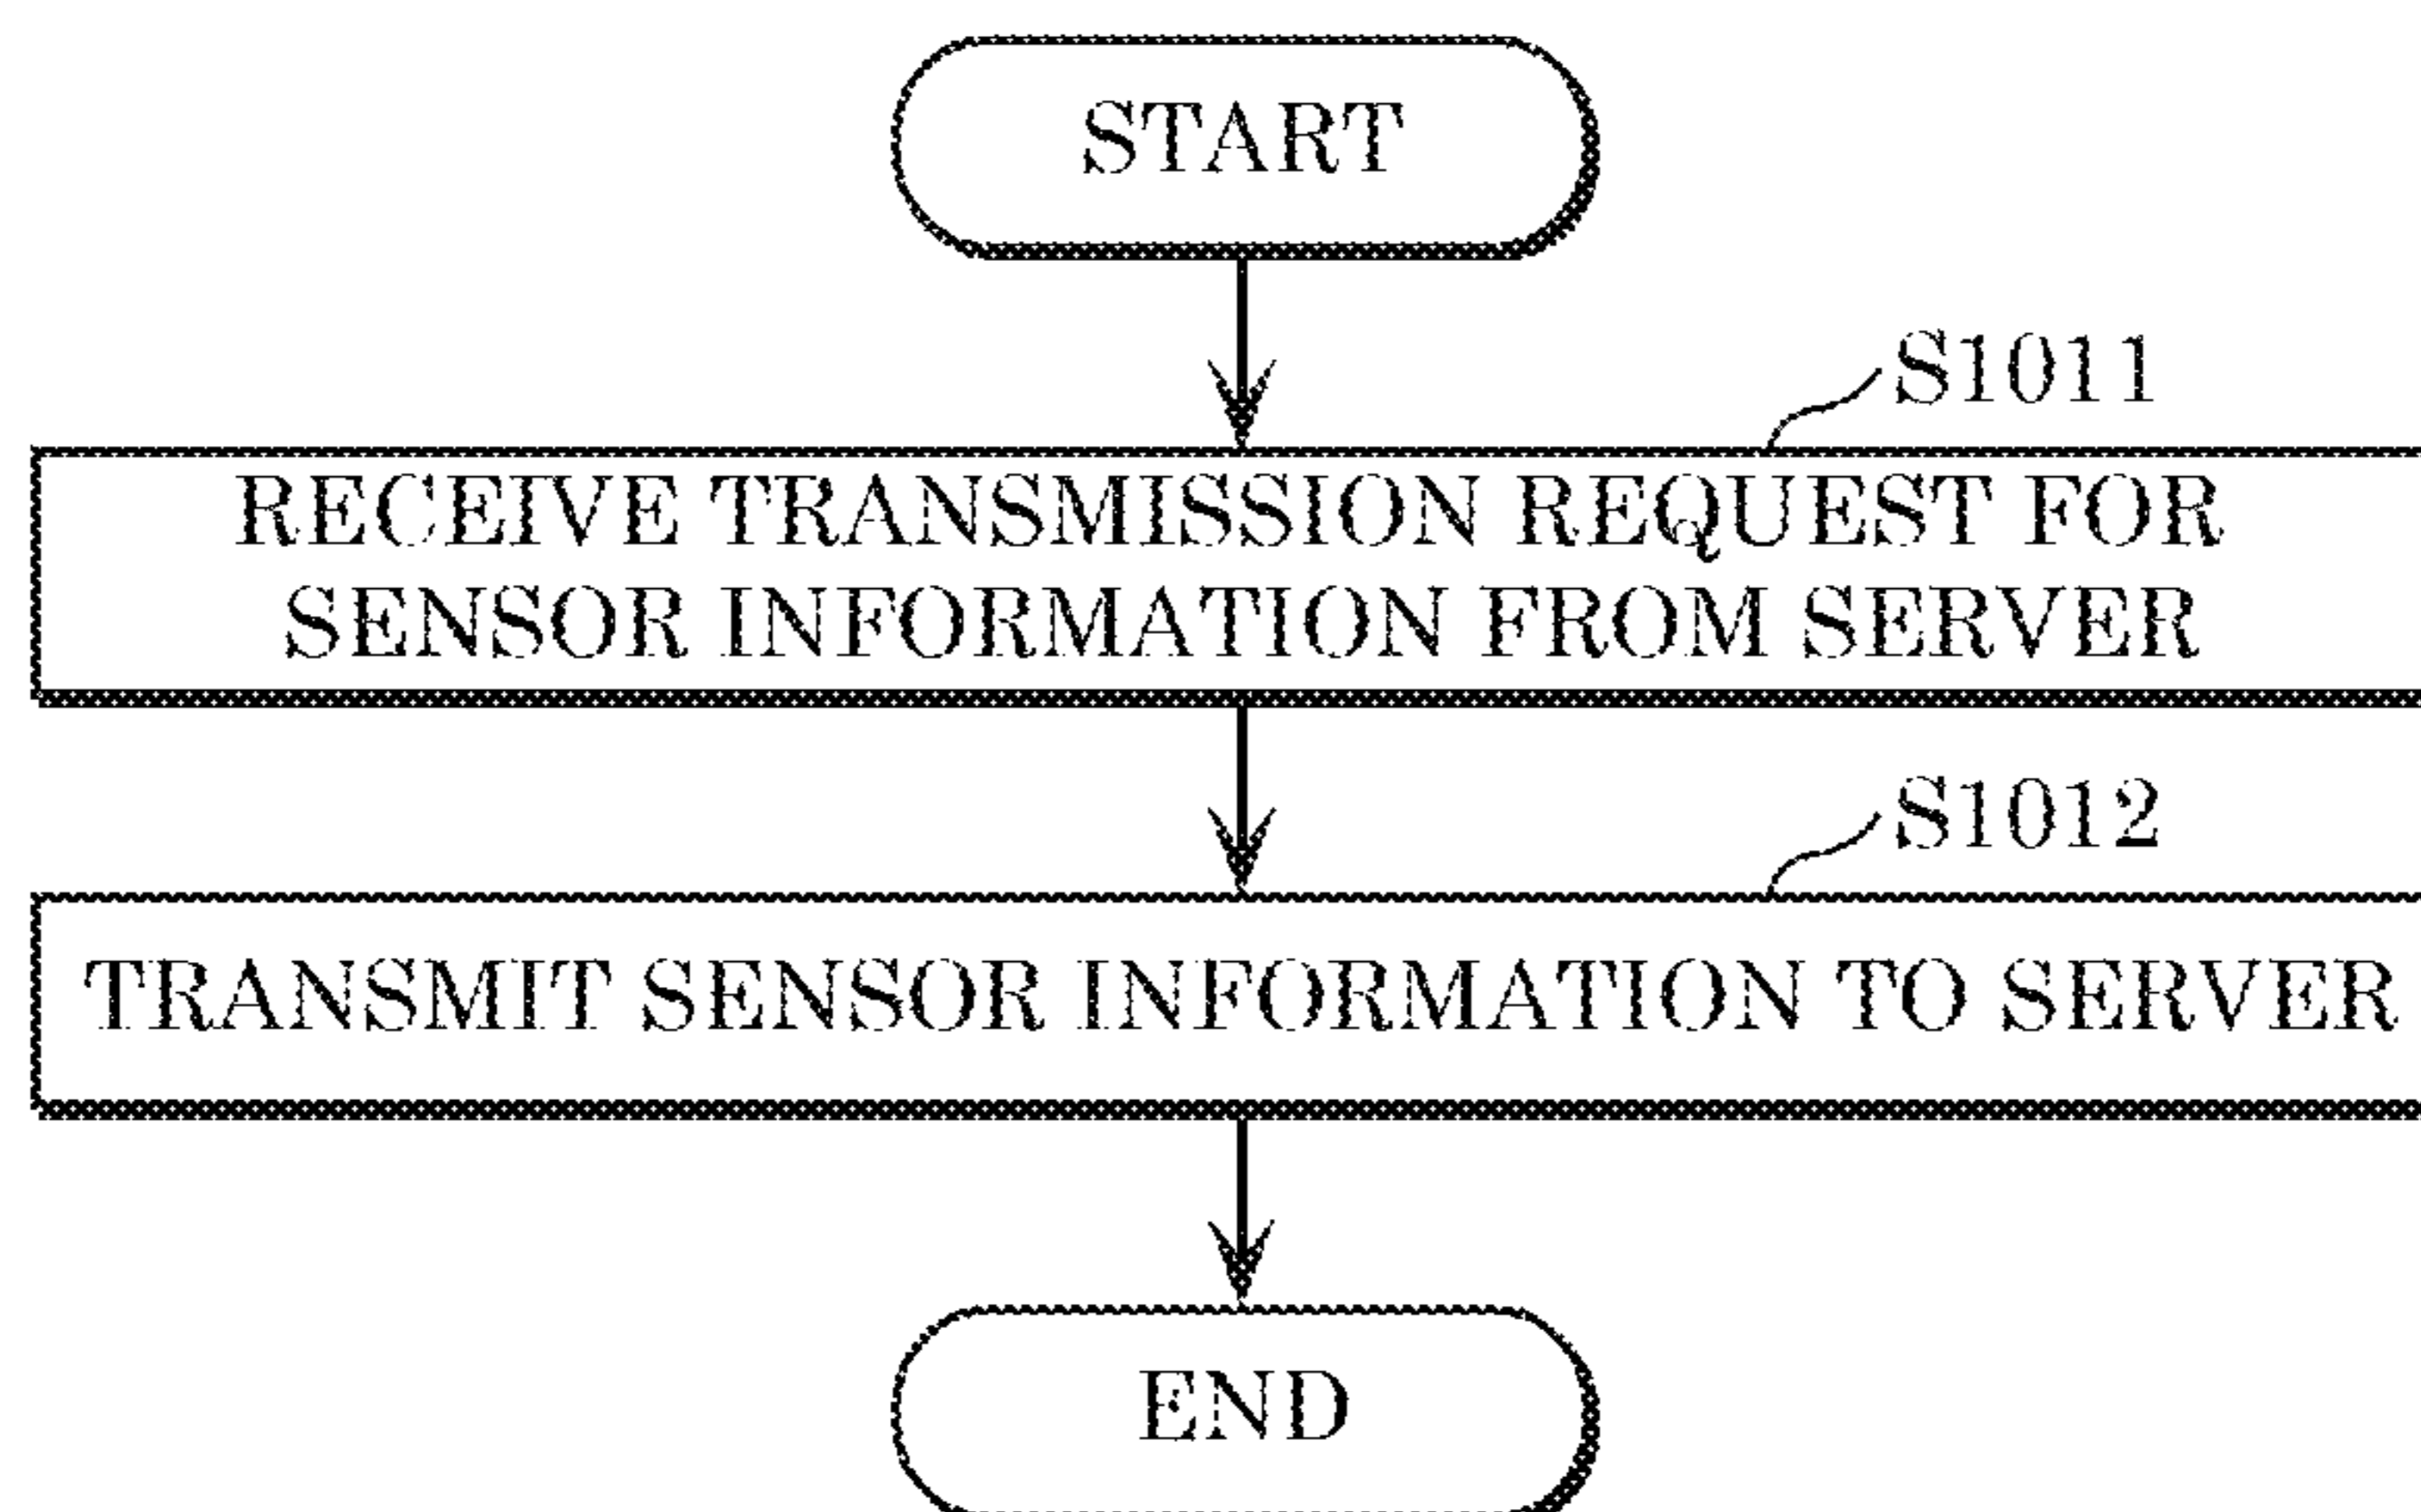 START
S1011
RECEIVE TRANSMISSION REQUEST FOR
SENSOR INFORMATION FROM SERVER
S1012
TRANSMIT SENSOR INFORMATION TO SERVER
END